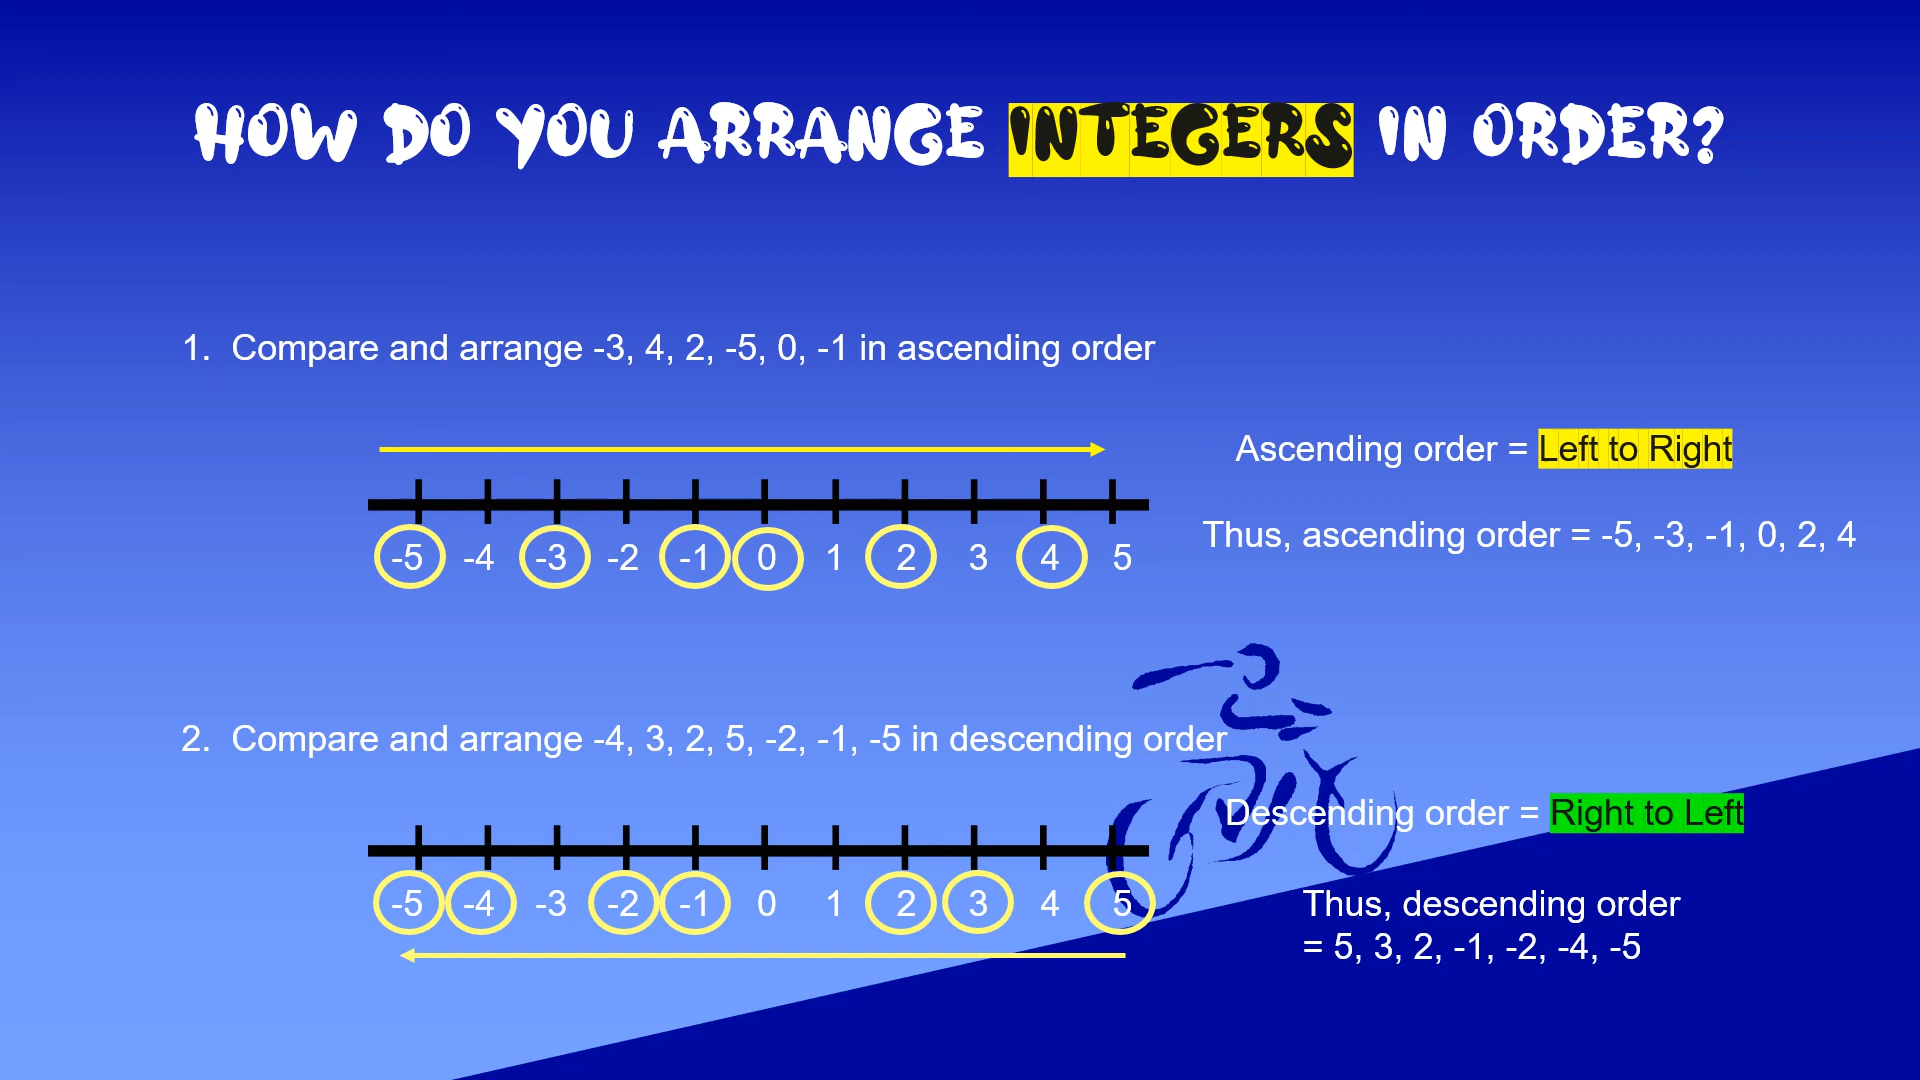 HOW DO YOU ARRANGE INTEGERS IN ORDER?
1. Compare and arrange -3, 4, 2, -5, 0, -1 in ascending order
Ascending order = Left to Right
Thus, ascending order = -5, -3, -1, 0, 2, 4
-5 -4 -3 -2 -1 0 1 2 3 4 5
2. Compare and arrange -4, 3, 2, 5, -2, -1, -5 in descending order
Descending order = Right to Left
-5 -4 -3 -2 -1 0 1 2 3 4 5
Thus, descending order
= 5, 3, 2, -1, -2, -4, -5